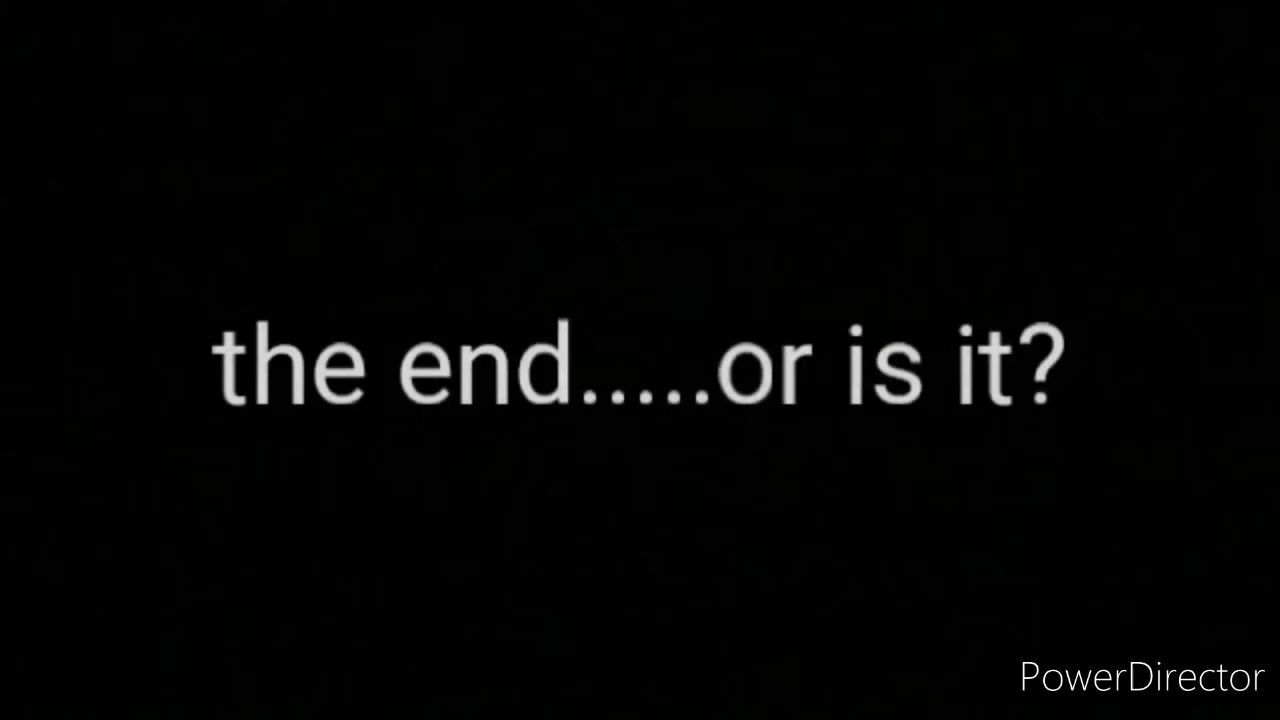 the end.....or is it?
PowerDirector